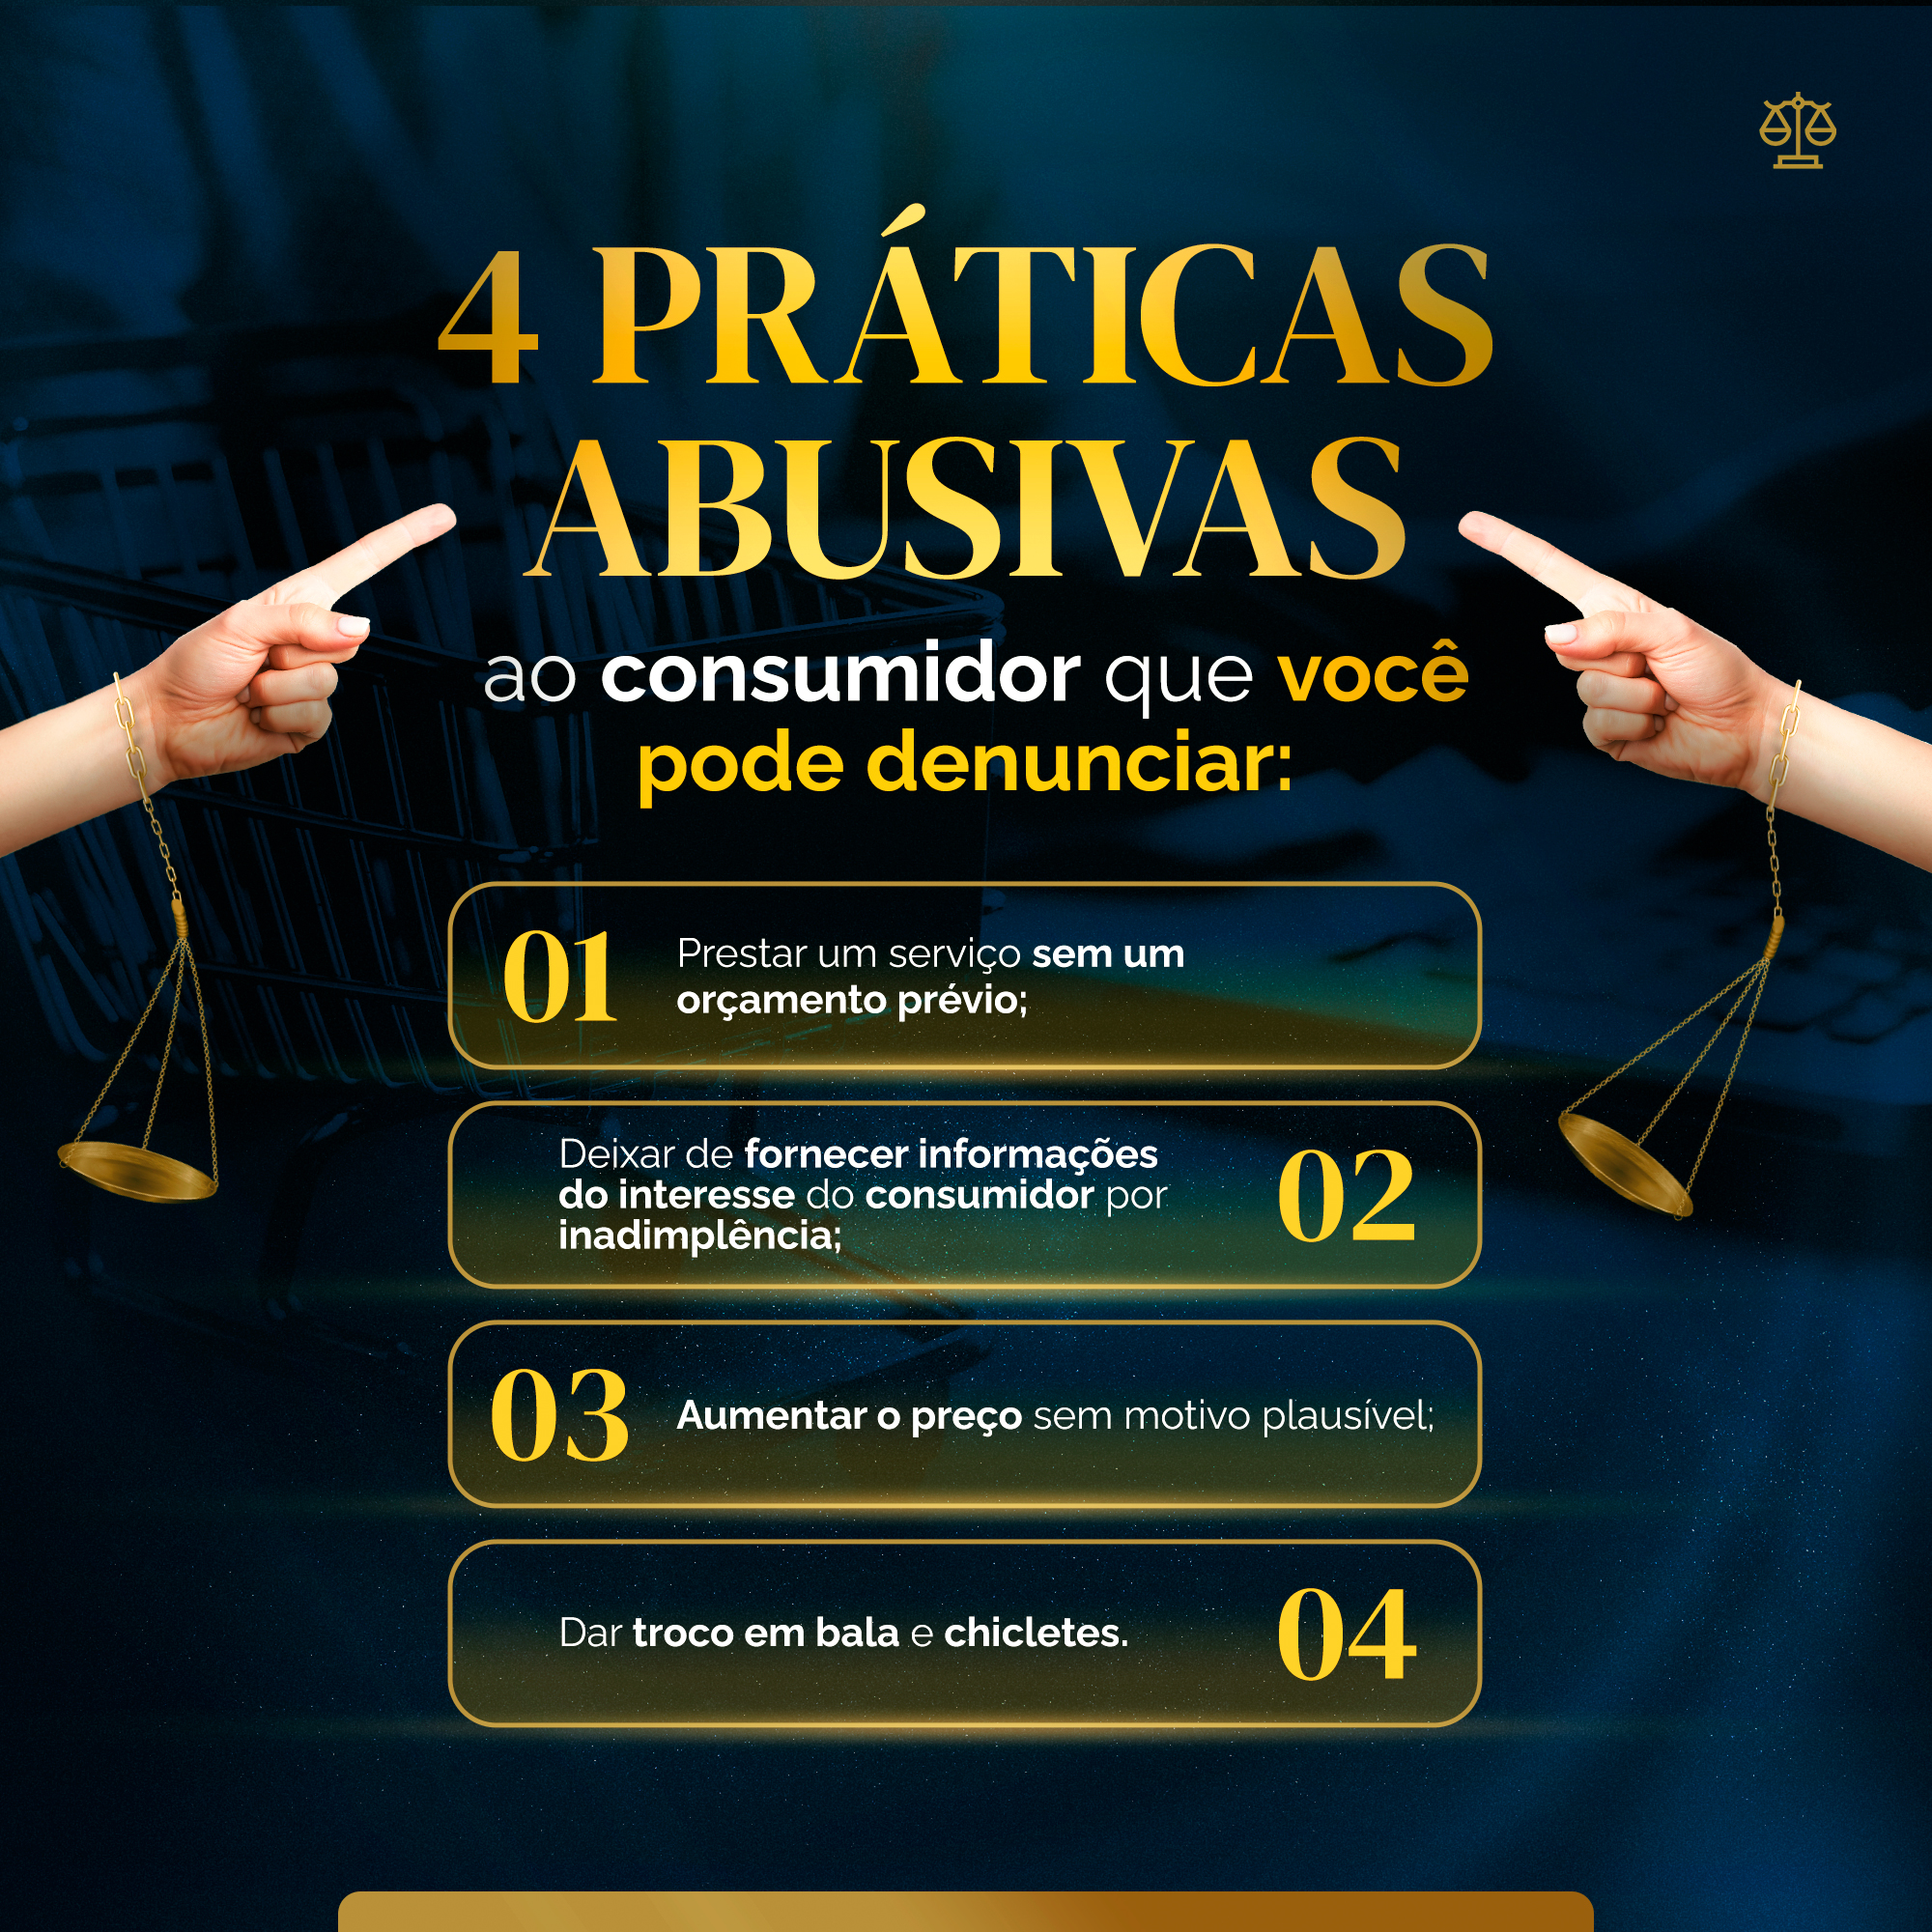 4 PRÁTICAS
ABUSIVAS
ao consumidor que você
pode denunciar:
01
Prestar um serviço sem um
orçamento prévio;
Deixar de fornecer informações
do interesse do consumidor por
inadimplência;
02
03
Aumentar o preço sem motivo plausível;
Dar troco em bala e chicletes.
04